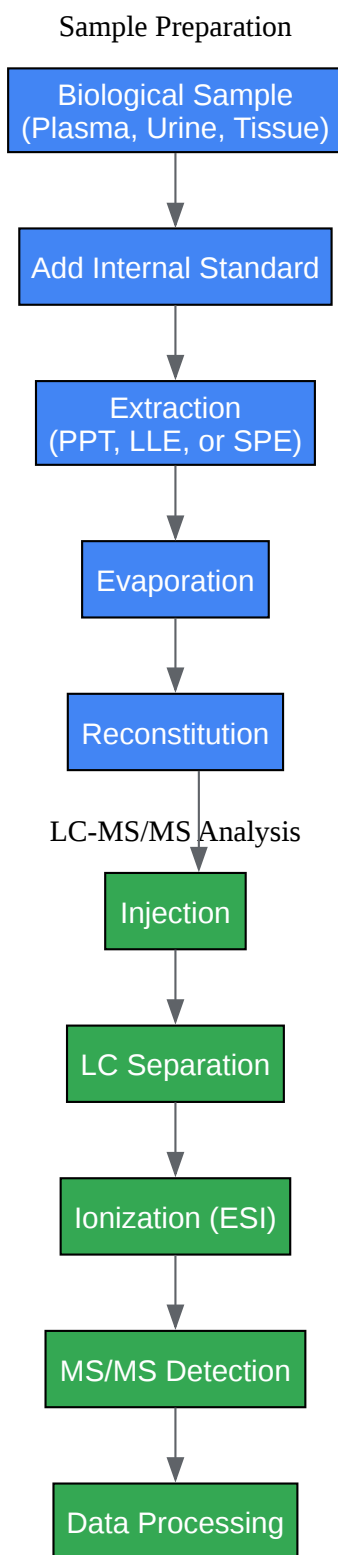 Sample Preparation
Biological Sample
(Plasma, Urine, Tissue)
Add Internal Standard
Extraction
(PPT, LLE, or SPE)
Evaporation
Reconstitution
LC-MS/MS Analysis
Injection
LC Separation
Ionization (ESI)
MS/MS Detection
Data Processing